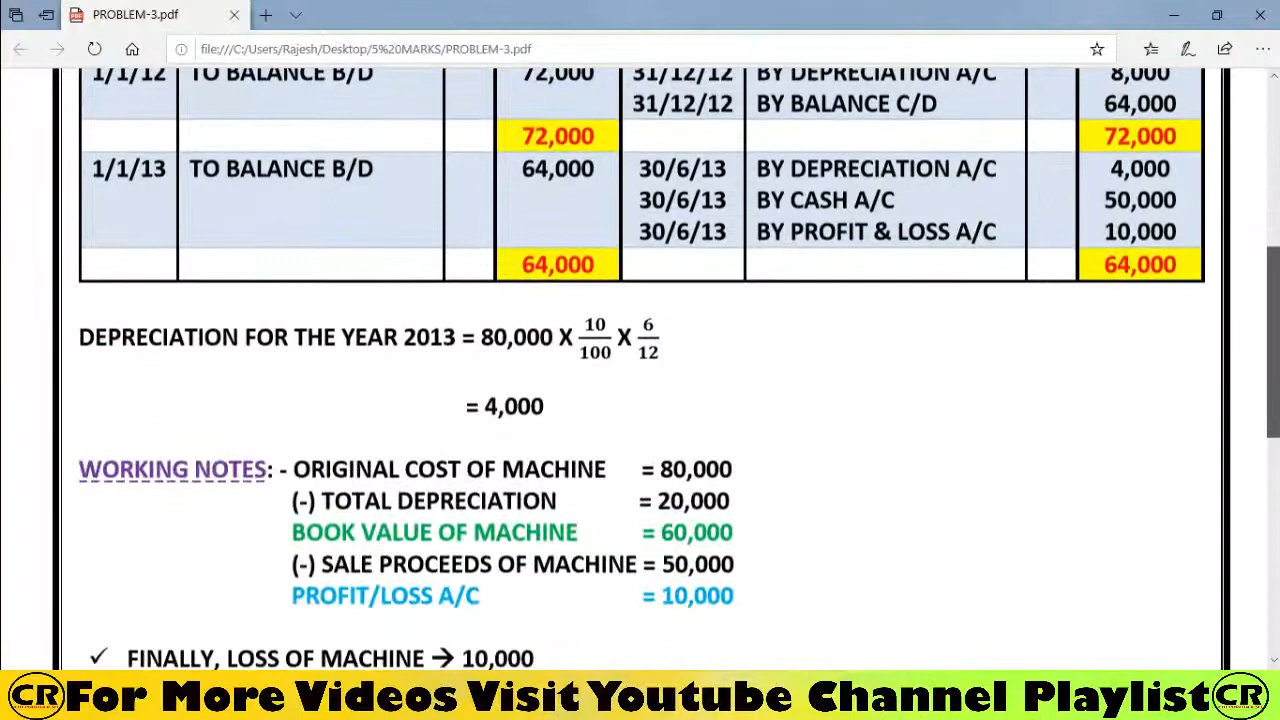 PROBLEM-3.pdf
file:///C:/Users/Rajesh/Desktop/5%20MARKS/PROBLEM-3.pdf
1/1/12 TO BALANCE B/D 72,000 31/12/12 BY DEPRECIATION A/C 8,000
31/12/12 BY BALANCE C/D 64,000
72,000 72,000
1/1/13 TO BALANCE B/D 64,000 30/6/13 BY DEPRECIATION A/C 4,000
30/6/13 BY CASH A/C 50,000
30/6/13 BY PROFIT & LOSS A/C 10,000
64,000 64,000
DEPRECIATION FOR THE YEAR 2013 = 80,000 X 10/100 X 6/12
= 4,000
WORKING NOTES: - ORIGINAL COST OF MACHINE = 80,000
(-) TOTAL DEPRECIATION = 20,000
BOOK VALUE OF MACHINE = 60,000
(-) SALE PROCEEDS OF MACHINE = 50,000
PROFIT/LOSS A/C = 10,000
✓ FINALLY, LOSS OF MACHINE → 10,000
CR For More Videos Visit Youtube Channel Playlist CR